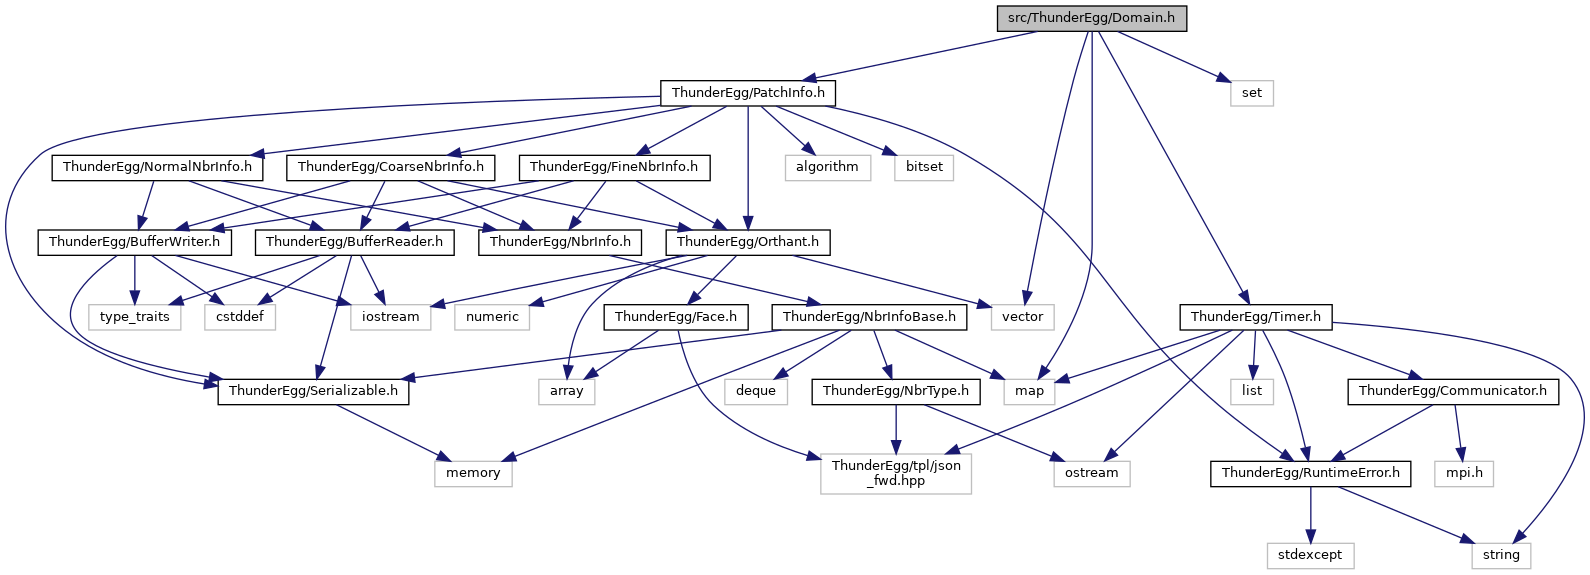 src/ThunderEgg/Domain.h
ThunderEgg/PatchInfo.h
set
ThunderEgg/NormalNbrInfo.h
ThunderEgg/CoarseNbrInfo.h
ThunderEgg/FineNbrInfo.h
algorithm
bitset
ThunderEgg/BufferWriter.h
ThunderEgg/BufferReader.h
ThunderEgg/NbrInfo.h
ThunderEgg/Orthant.h
type_traits
cstddef
iostream
numeric
ThunderEgg/Face.h
ThunderEgg/NbrInfoBase.h
vector
ThunderEgg/Timer.h
ThunderEgg/Serializable.h
array
deque
ThunderEgg/NbrType.h
map
list
ThunderEgg/Communicator.h
memory
ThunderEgg/tpl/json
_fwd.hpp
ostream
ThunderEgg/RuntimeError.h
mpi.h
stdexcept
string